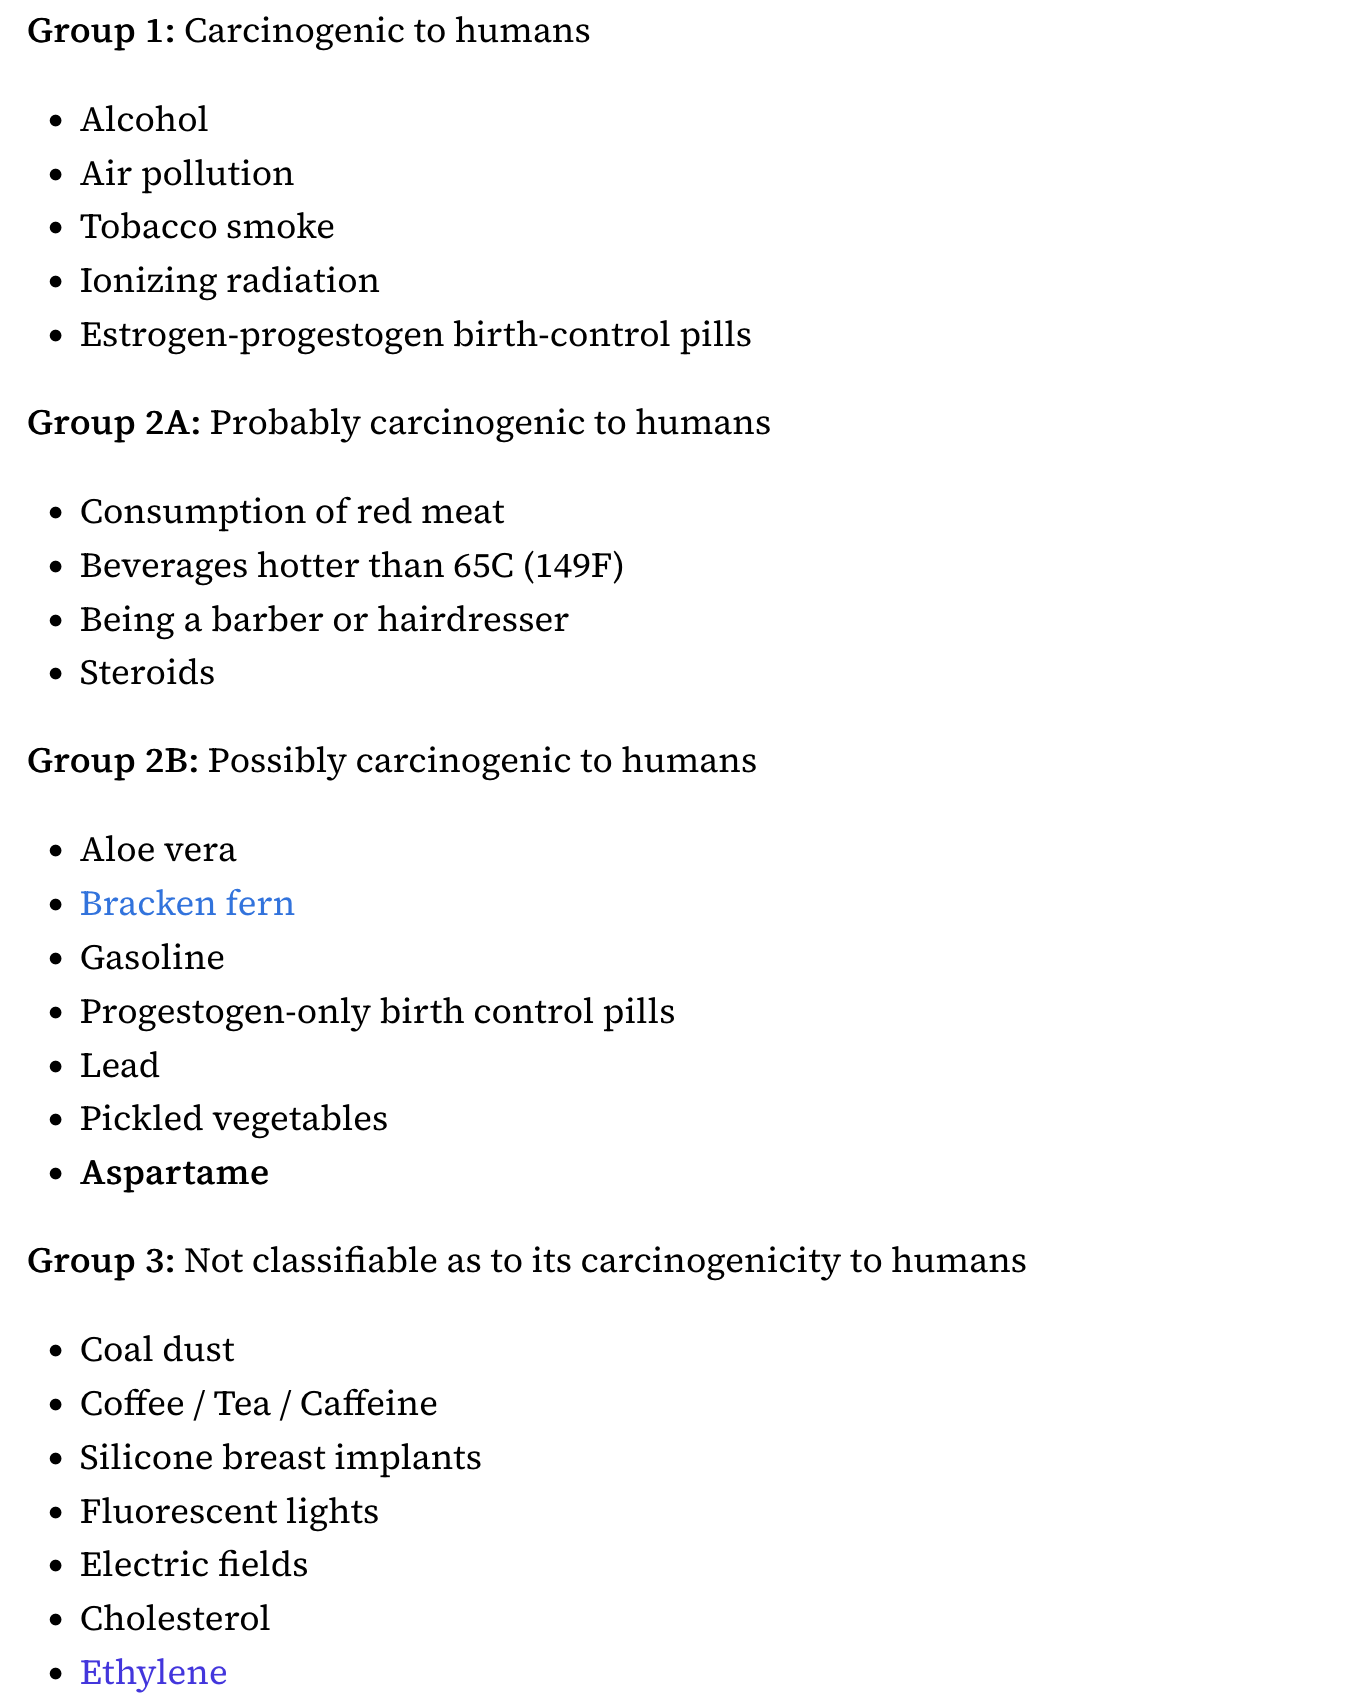 Group 1: Carcinogenic to humans
• Alcohol
• Air pollution
• Tobacco smoke
• Ionizing radiation
• Estrogen-progestogen birth-control pills
Group 2A: Probably carcinogenic to humans
• Consumption of red meat
• Beverages hotter than 65C (149F)
• Being a barber or hairdresser
• Steroids
Group 2B: Possibly carcinogenic to humans
• Aloe vera
• Bracken fern
• Gasoline
• Progestogen-only birth control pills
• Lead
• Pickled vegetables
• Aspartame
Group 3: Not classifiable as to its carcinogenicity to humans
• Coal dust
• Coffee / Tea / Caffeine
• Silicone breast implants
• Fluorescent lights
• Electric fields
• Cholesterol
• Ethylene